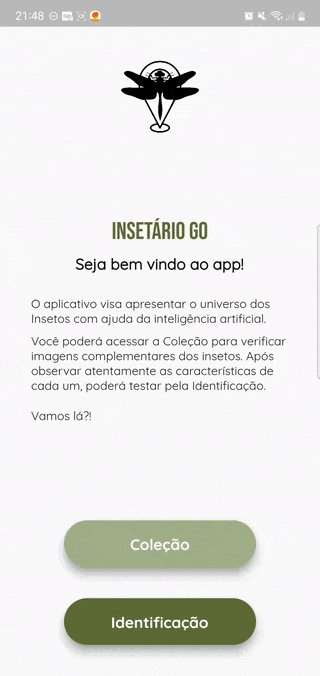 21:48
INSETÁRIO GO
Seja bem vindo ao app!
O aplicativo visa apresentar o universo dos
Insetos com ajuda da inteligência artificial.
Você poderá acessar a Coleção para verificar
imagens complementares dos insetos. Após
observar atentamente as características de
cada um, poderá testar pela Identificação.
Vamos lá?!
Coleção
Identificação